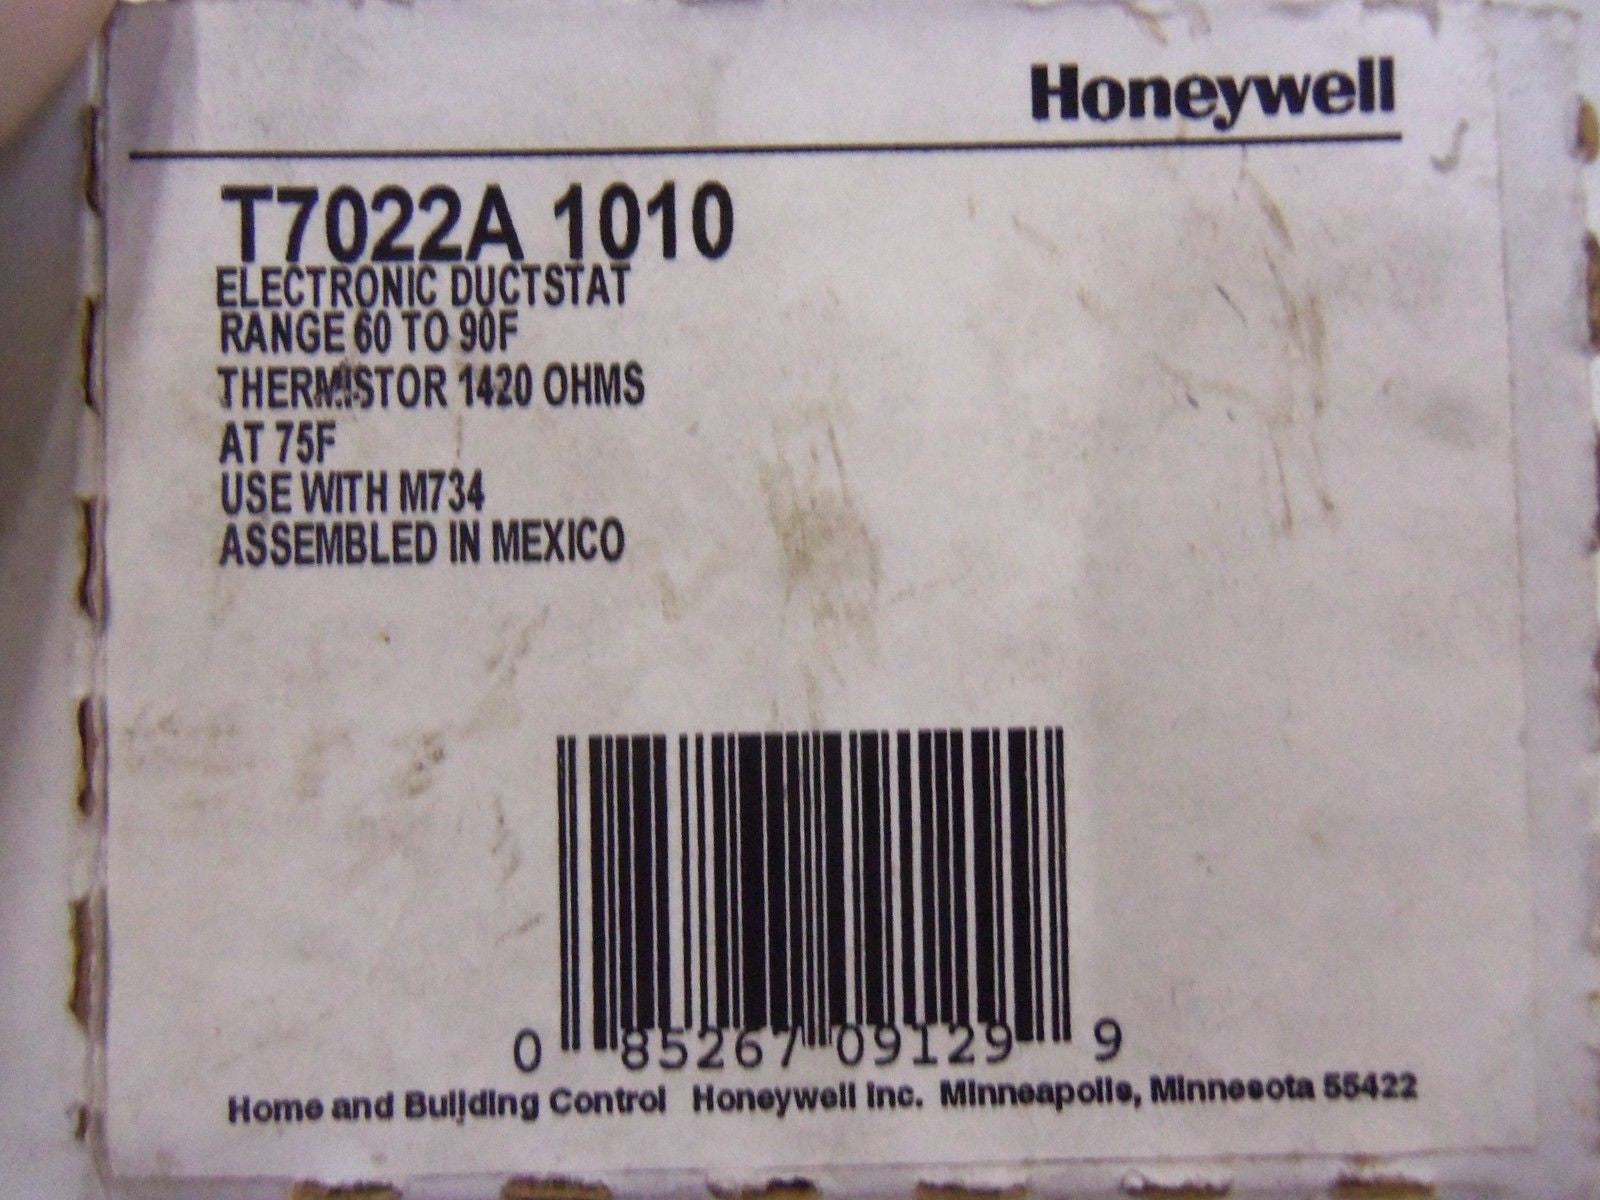 Honeywell
T7022A 1010
ELECTRONIC DUCTSTAT
RANGE 60 TO 90F
THERMISTOR 1420 OHMS
AT 75F
USE WITH M734
ASSEMBLED IN MEXICO
0 85267 09129 9
Home and Building Control Honeywell Inc. Minneapolis, Minnesota 55422